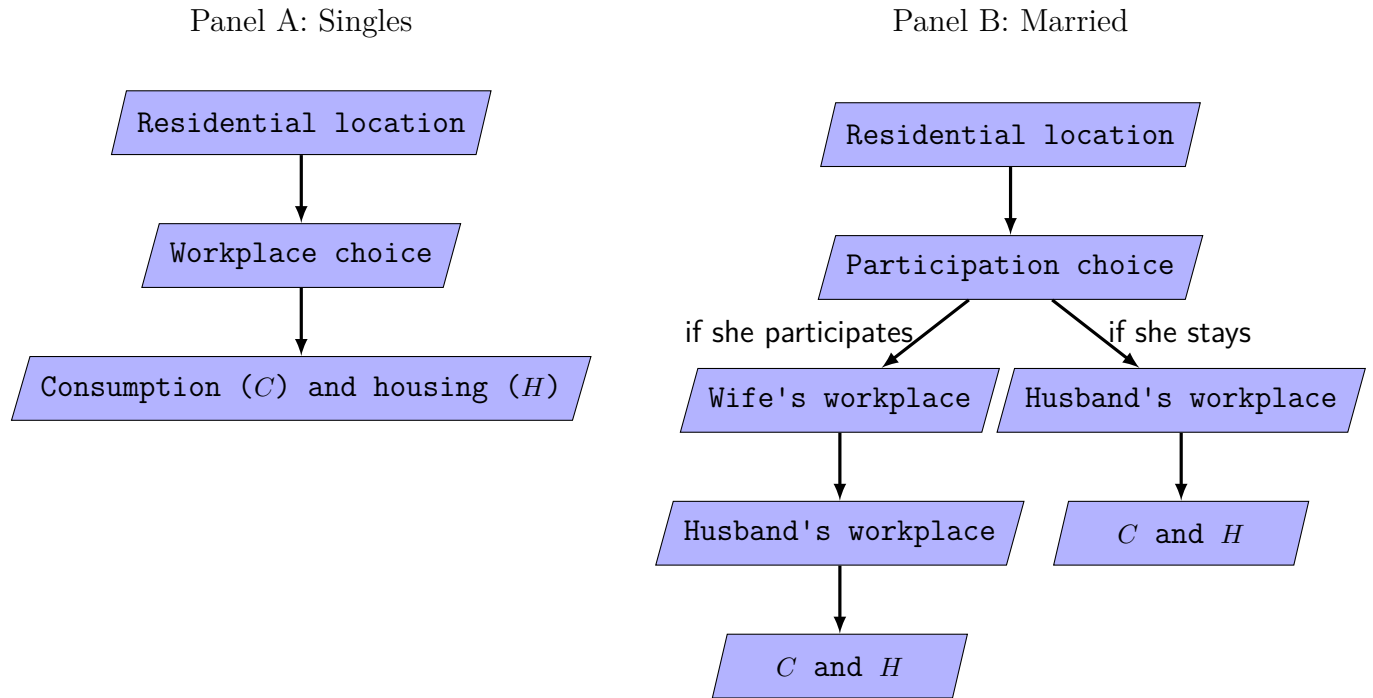 Panel A: Singles
Residential location
Workplace choice
Consumption (C) and housing (H)
Panel B: Married
Residential location
Participation choice
if she participates
if she stays
Wife's workplace
Husband's workplace
Husband's workplace
C and H
C and H